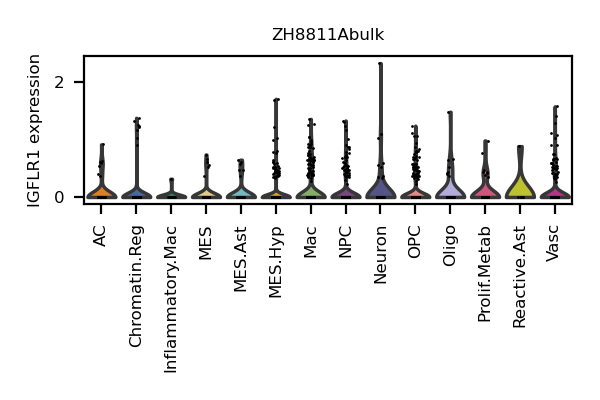 ZH8811Abulk
IGFLR1 expression
2
0
AC
Chromatin.Reg
Inflammatory.Mac
MES
MES.Ast
MES.Hyp
Mac
NPC
Neuron
OPC
Oligo
Prolif.Metab
Reactive.Ast
Vasc